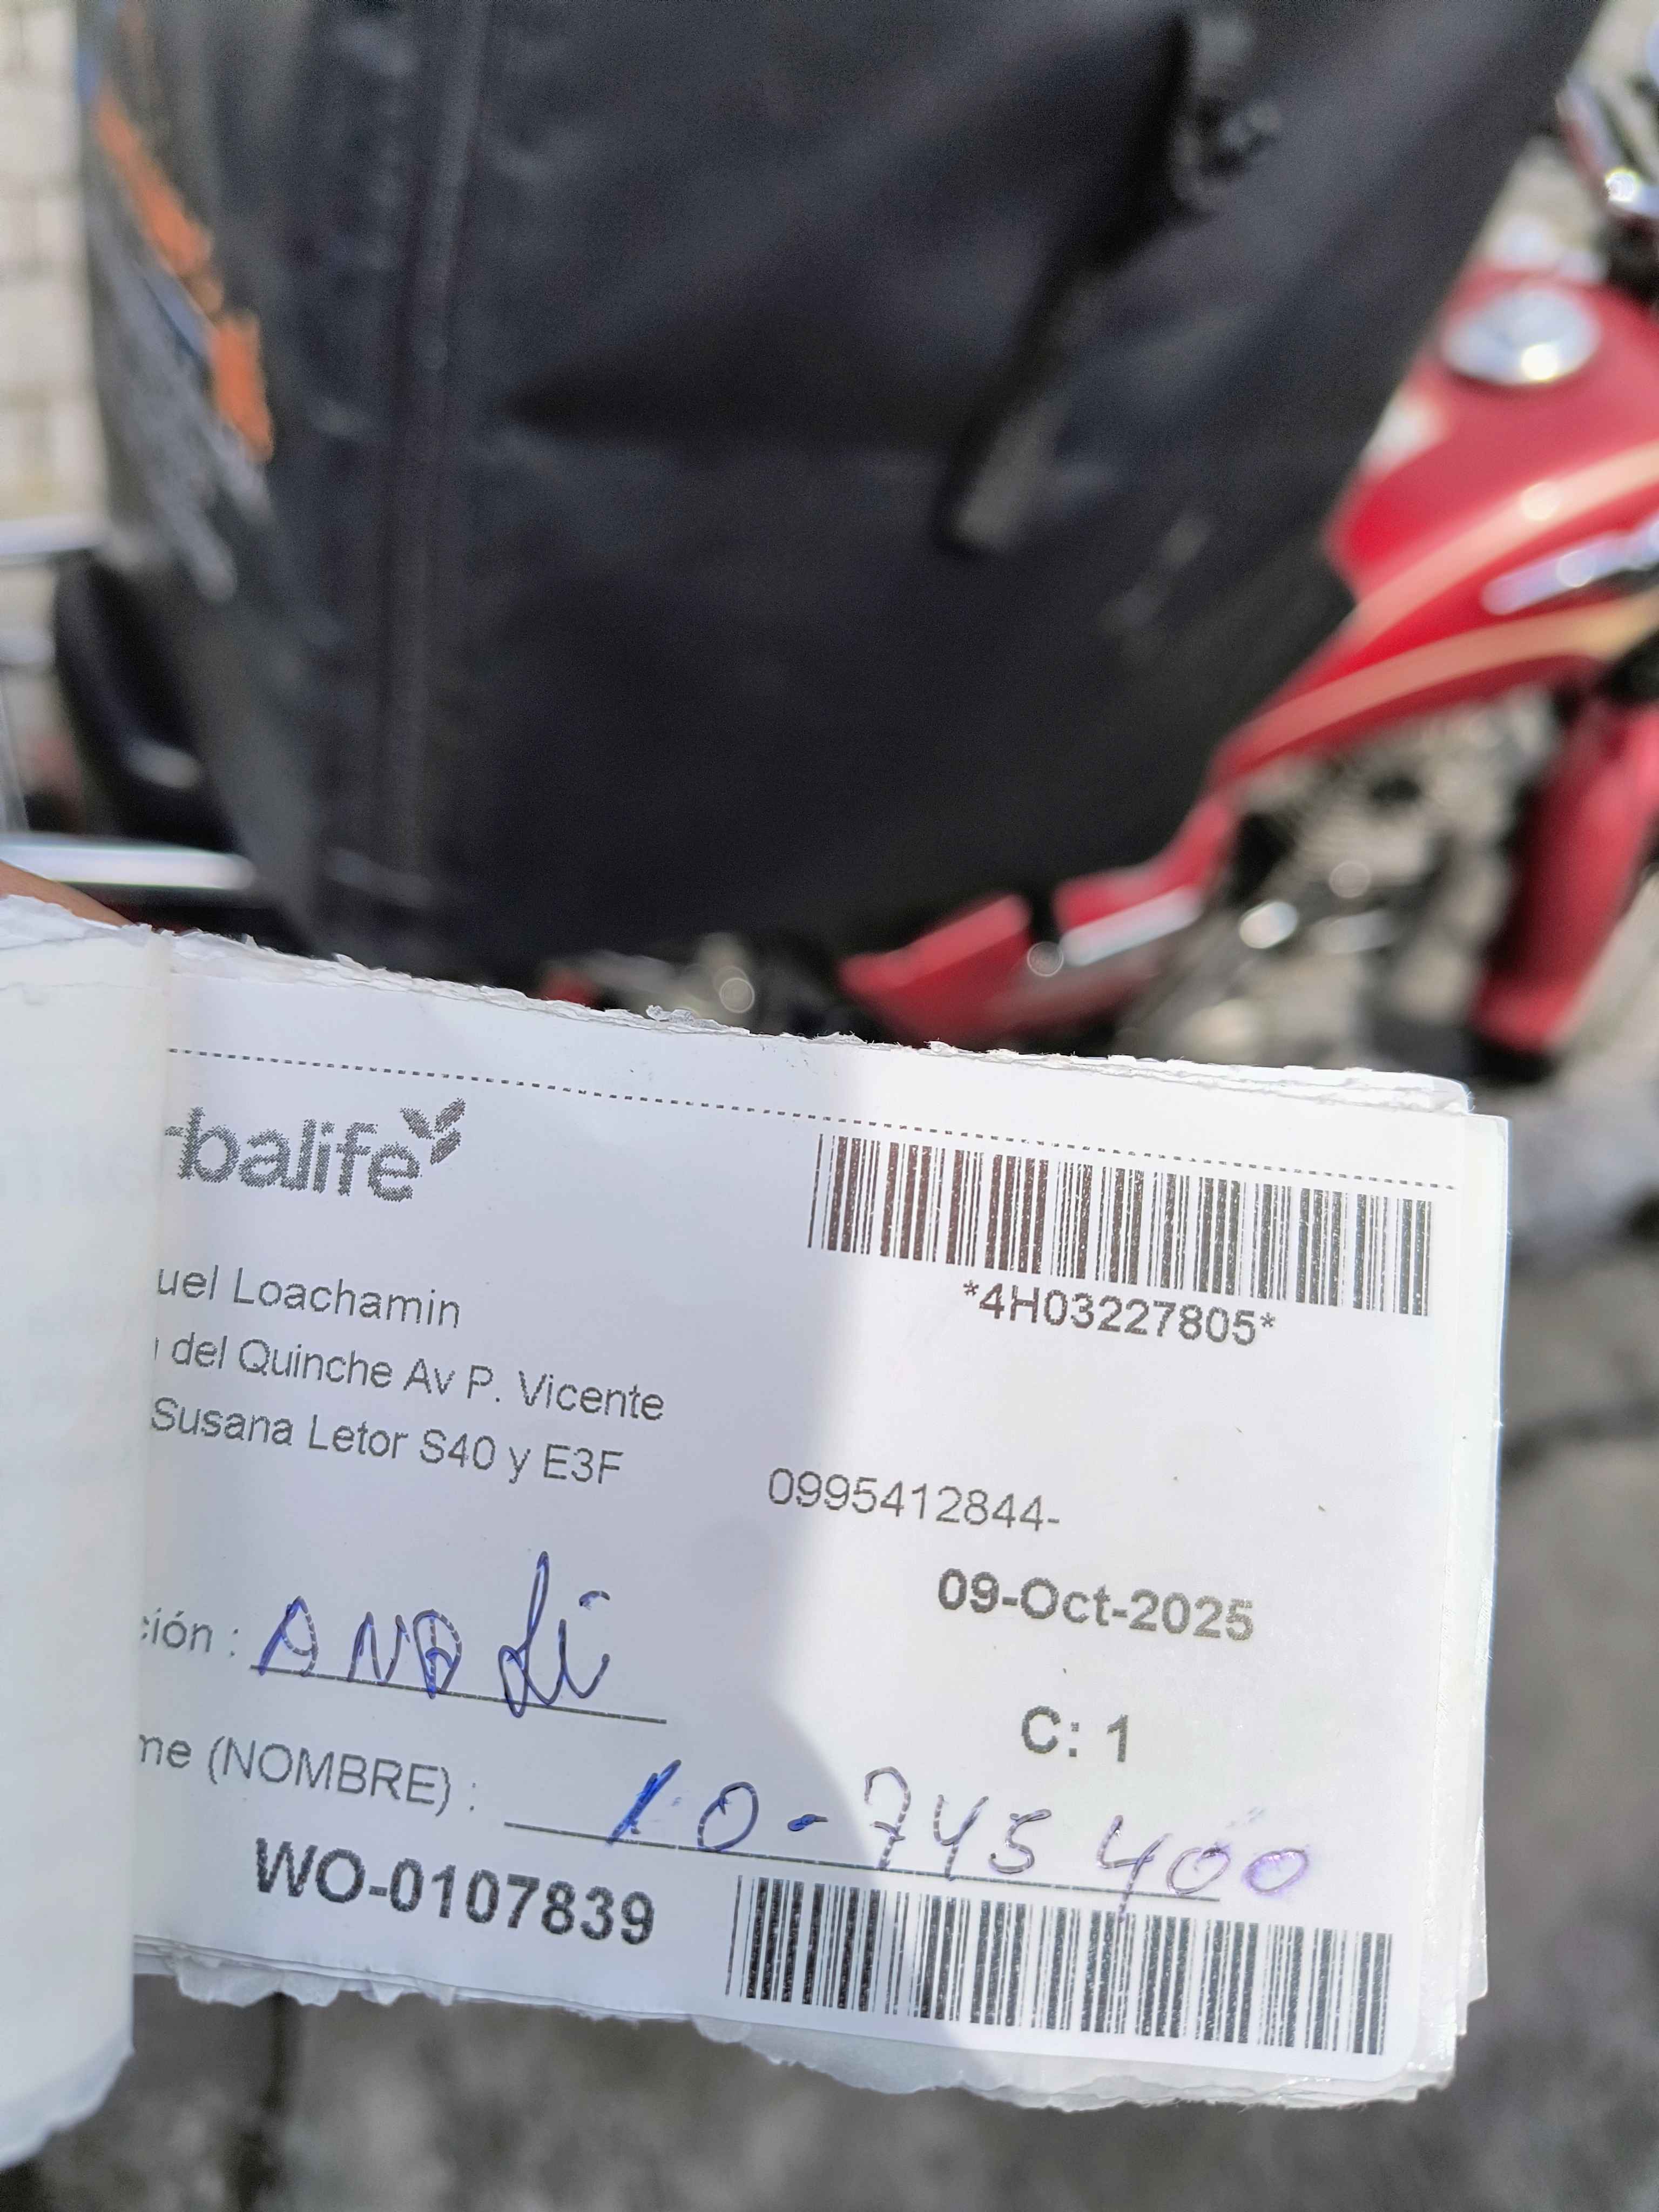 rbalife
*4H03227805*
uel Loachamin
del Quinche Av P. Vicente
Susana Letor S40 y E3F
0995412844-
09-Oct-2025
ción : ANA Li
C: 1
me (NOMBRE) : 10-745400
WO-0107839